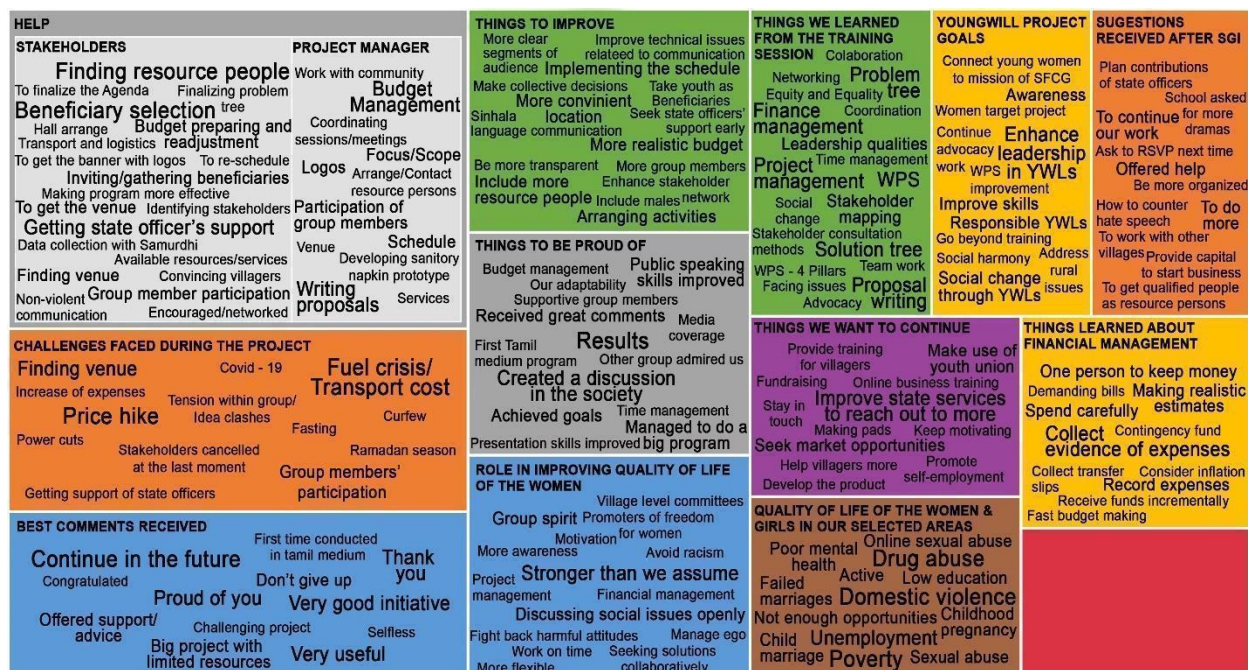 HELP
STAKEHOLDERS
Finding resource people
To finalize the Agenda
Finalizing problem
tree
Beneficiary selection
Hall arrange
Budget preparing and
readjustment
Transport and logistics
To get the banner with logos
To re-schedule
Inviting/gathering beneficiaries
Making program more effective
To get the venue
Identifying stakeholders
Getting state officer's support
Data collection with Samurdhi
Available resources/services
Finding venue
Convincing villagers
Non-violent
communication
Group member participation
Encouraged/networked
PROJECT MANAGER
Work with community
Budget
Management
Coordinating
sessions/meetings
Logos
Focus/Scope
Arrange/Contact
resource persons
Participation of
group members
Venue
Schedule
Developing sanitary
napkin prototype
Writing
proposals
Services
CHALLENGES FACED DURING THE PROJECT
Finding venue
Covid - 19
Fuel crisis/
Transport cost
Increase of expenses
Price hike
Tension within group/
Idea clashes
Curfew
Fasting
Power cuts
Stakeholders cancelled
at the last moment
Ramadan season
Group members'
participation
Getting support of state officers
BEST COMMENTS RECEIVED
Continue in the future
First time conducted
in tamil medium
Thank
you
Congratulated
Don't give up
Proud of you
Very good initiative
Offered support/
advice
Challenging project
Selfless
Big project with
limited resources
Very useful
THINGS TO IMPROVE
More clear
segments of
audience
Improve technical issues
relateed to communication
Implementing the schedule
Make collective decisions
Take youth as
Beneficiaries
More convinient
location
Sinhala
language communication
Seek state officers'
support early
More realistic budget
Be more transparent
More group members
Include more
resource people
Enhance stakeholder
network
Include males
Arranging activities
THINGS TO BE PROUD OF
Budget management
Public speaking
skills improved
Our adaptability
Supportive group members
Received great comments
Media
coverage
First Tamil
medium program
Results
Other group admired us
Created a discussion
in the society
Achieved goals
Time management
Managed to do a
big program
Presentation skills improved
ROLE IN IMPROVING QUALITY OF LIFE
OF THE WOMEN
Village level committees
Group spirit
Promoters of freedom
for women
Motivation
More awareness
Avoid racism
Project
management
Stronger than we assume
Financial management
Discussing social issues openly
Fight back harmful attitudes
Manage ego
Work on time
Seeking solutions
collaboratively
More flexible
THINGS WE LEARNED
FROM THE TRAINING
SESSION
Colaboration
Networking
Problem
tree
Equity and Equality
Finance
management
Coordination
Leadership qualities
Project
management
Time management
WPS
Social
change
Stakeholder
mapping
Stakeholder consultation
methods
Solution tree
WPS - 4 Pillars
Team work
Facing issues
Proposal
writing
Advocacy
THINGS WE WANT TO CONTINUE
Provide training
for villagers
Make use of
youth union
Fundraising
Online business training
Stay in
touch
Improve state services
to reach out to more
Making pads
Keep motivating
Seek market opportunities
Help villagers more
Promote
self-employment
Develop the product
QUALITY OF LIFE OF THE WOMEN &
GIRLS IN OUR SELECTED AREAS
Online sexual abuse
Poor mental
health
Drug abuse
Failed
marriages
Active
Low education
Domestic violence
Not enough opportunities
Childhood
pregnancy
Child
marriage
Unemployment
Poverty
Sexual abuse
YOUNGWILL PROJECT
GOALS
Connect young women
to mission of SFCG
Awareness
Women target project
Continue
advocacy
work
Enhance
leadership
in YWLs
WPS
improvement
Improve skills
Responsible YWLs
Go beyond training
Social harmony
Address
rural
issues
Social change
through YWLs
SUGESTIONS
RECEIVED AFTER SGI
Plan contributions
of state officers
School asked
for more
dramas
To continue
our work
Ask to RSVP next time
Offered help
Be more organized
How to counter
hate speech
To do
more
To work with other
villages
Provide capital
to start business
To get qualified people
as resource persons
THINGS LEARNED ABOUT
FINANCIAL MANAGEMENT
One person to keep money
Demanding bills
Making realistic
estimates
Spend carefully
Collect
evidence of expenses
Contingency fund
Collect transfer
slips
Consider inflation
Record expenses
Receive funds incrementally
Fast budget making